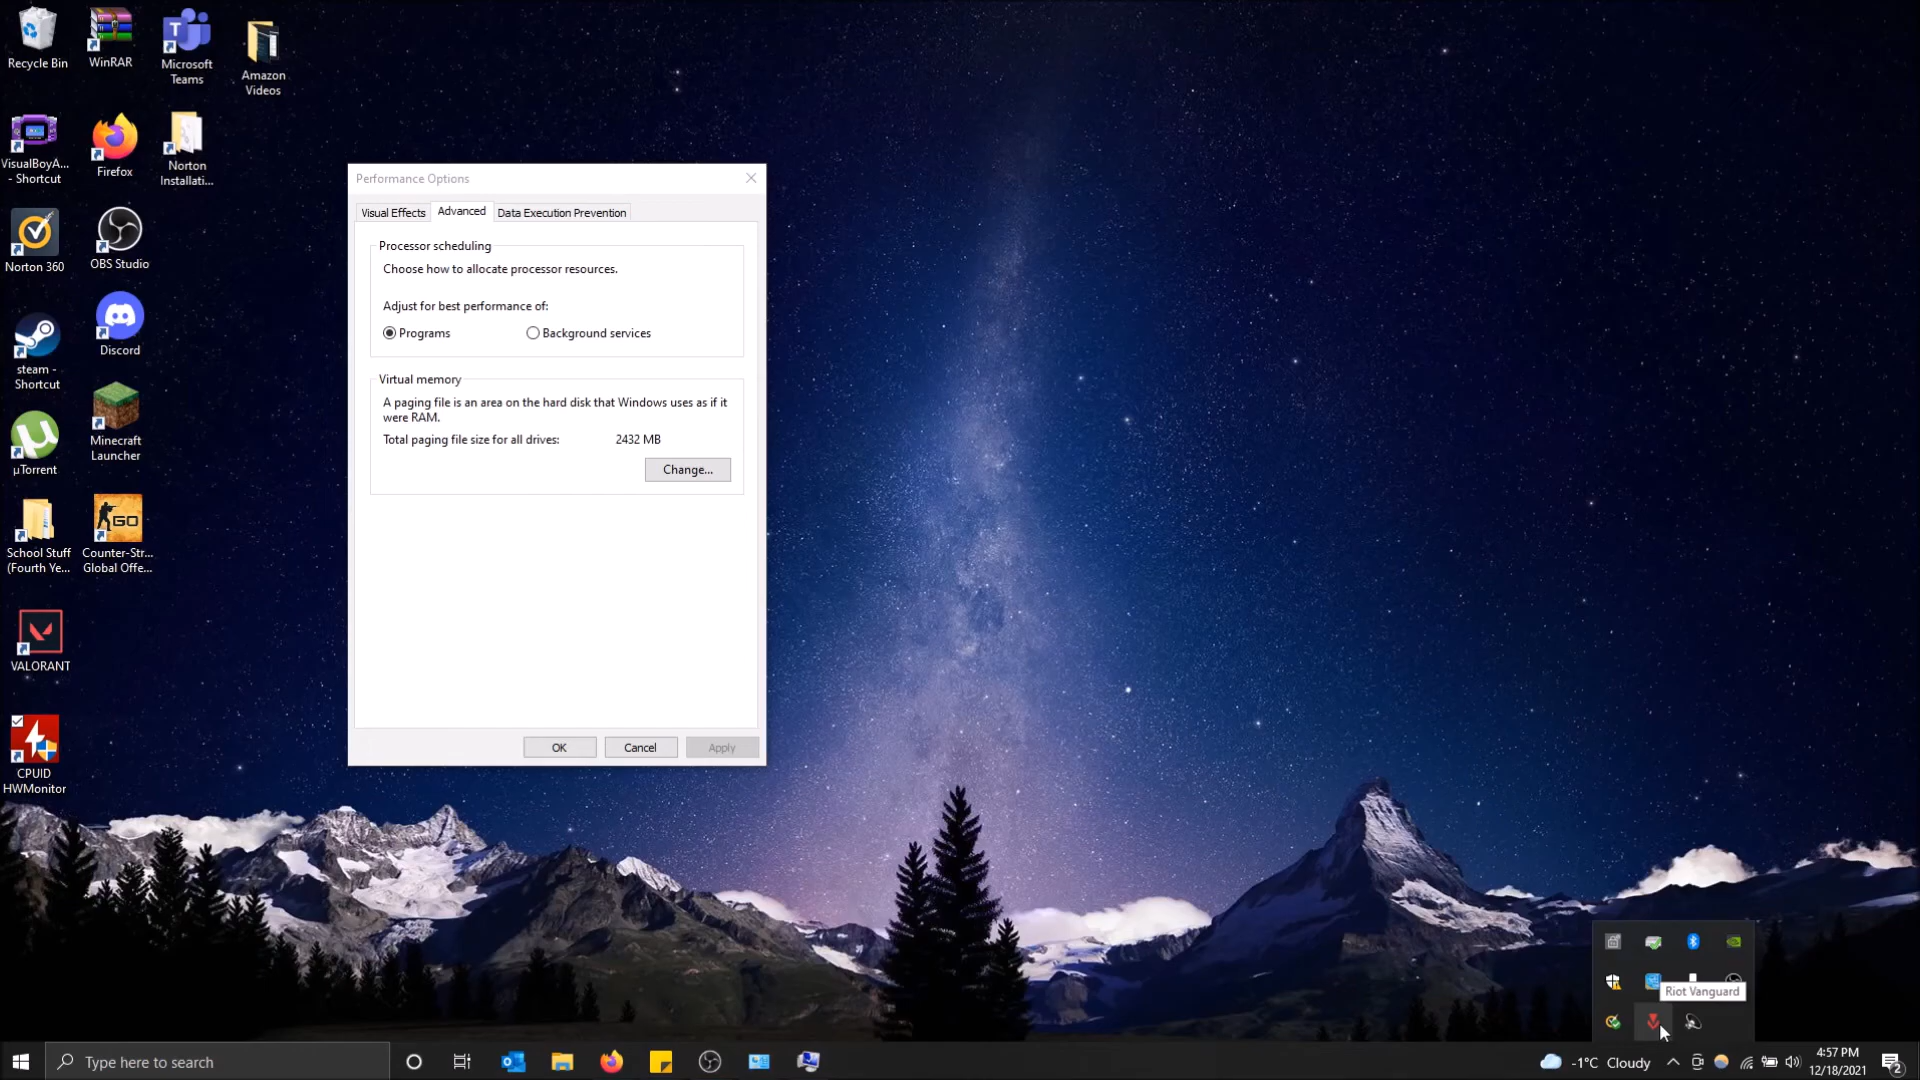 Recycle Bin
WinRAR
Microsoft
Teams
Amazon
Videos
VisualBoyA...
- Shortcut
Firefox
Norton
Installati...
Norton 360
OBS Studio
steam -
Shortcut
Discord
µTorrent
Minecraft
Launcher
School Stuff
(Fourth Ye...
GO
Counter-Str...
Global Offe...
VALORANT
CPUID
HWMonitor
Performance Options
Visual Effects
Advanced
Data Execution Prevention
Processor scheduling
Choose how to allocate processor resources.
Adjust for best performance of:
Programs
Background services
Virtual memory
A paging file is an area on the hard disk that Windows uses as if it
were RAM.
Total paging file size for all drives:
2432 MB
Change...
OK
Cancel
Apply
Riot Vanguard
Type here to search
-1°C Cloudy
4:57 PM
12/18/2021
2